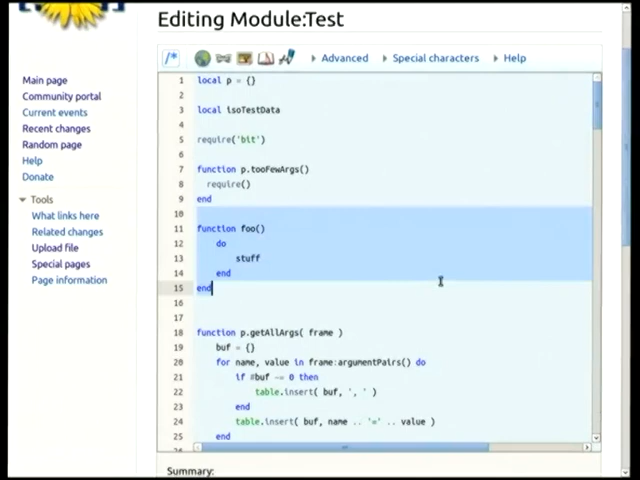 Editing Module:Test
/*
Advanced
Special characters
Help
Main page
Community portal
Current events
Recent changes
Random page
Help
Donate
Tools
What links here
Related changes
Upload file
Special pages
Page information
1 local p = {}
2
3 local isoTestData
4
5 require('bit')
6
7 function p.tooFewArgs()
8 require()
9 end
10
11 function foo()
12 do
13 stuff
14 end
15 end
16
17
18 function p.getAllArgs( frame )
19 buf = {}
20 for name, value in frame:argumentPairs() do
21 if #buf ~= 0 then
22 table.insert( buf, ', ' )
23 end
24 table.insert( buf, name .. '=' .. value )
25 end
Summary: